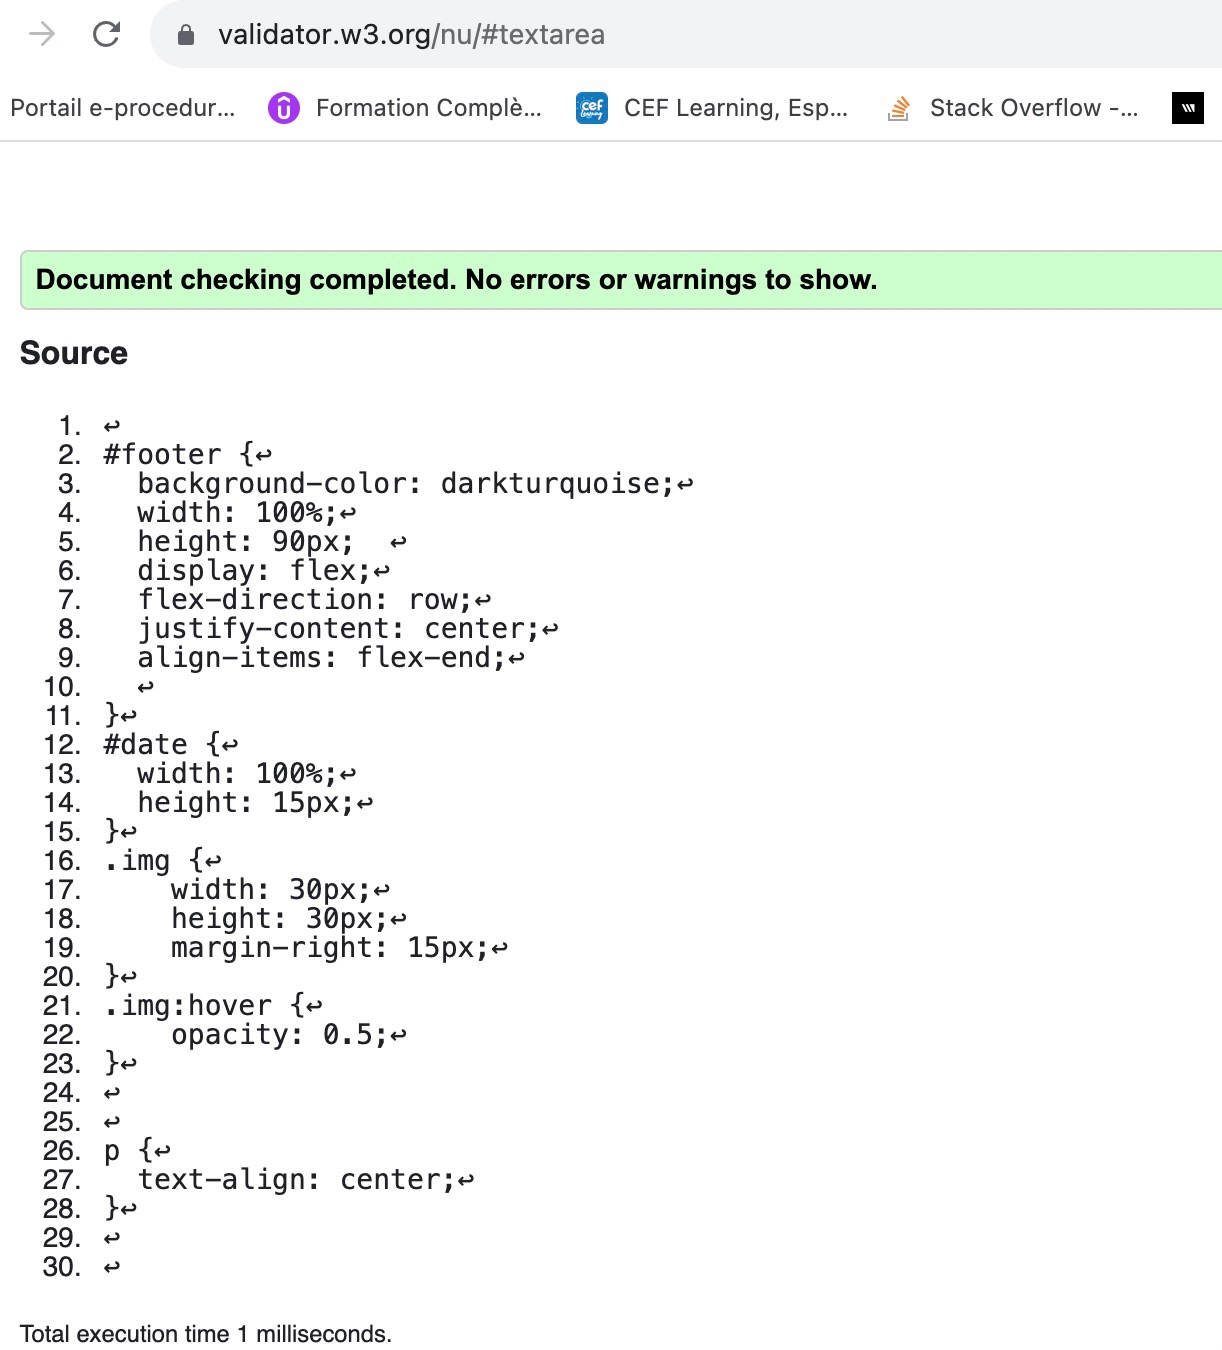 validator.w3.org/nu/#textarea
Portail e-procedur... Formation Complè... cef learning CEF Learning, Esp... Stack Overflow -...
Document checking completed. No errors or warnings to show.
Source
1. ↩
2. #footer {↩
3.   background-color: darkturquoise;↩
4.   width: 100%;↩
5.   height: 90px;  ↩
6.   display: flex;↩
7.   flex-direction: row;↩
8.   justify-content: center;↩
9.   align-items: flex-end;↩
10.   ↩
11. }↩
12. #date {↩
13.   width: 100%;↩
14.   height: 15px;↩
15. }↩
16. .img {↩
17.     width: 30px;↩
18.     height: 30px;↩
19.     margin-right: 15px;↩
20. }↩
21. .img:hover {↩
22.     opacity: 0.5;↩
23. }↩
24. ↩
25. ↩
26. p {↩
27.   text-align: center;↩
28. }↩
29. ↩
30. ↩
Total execution time 1 milliseconds.